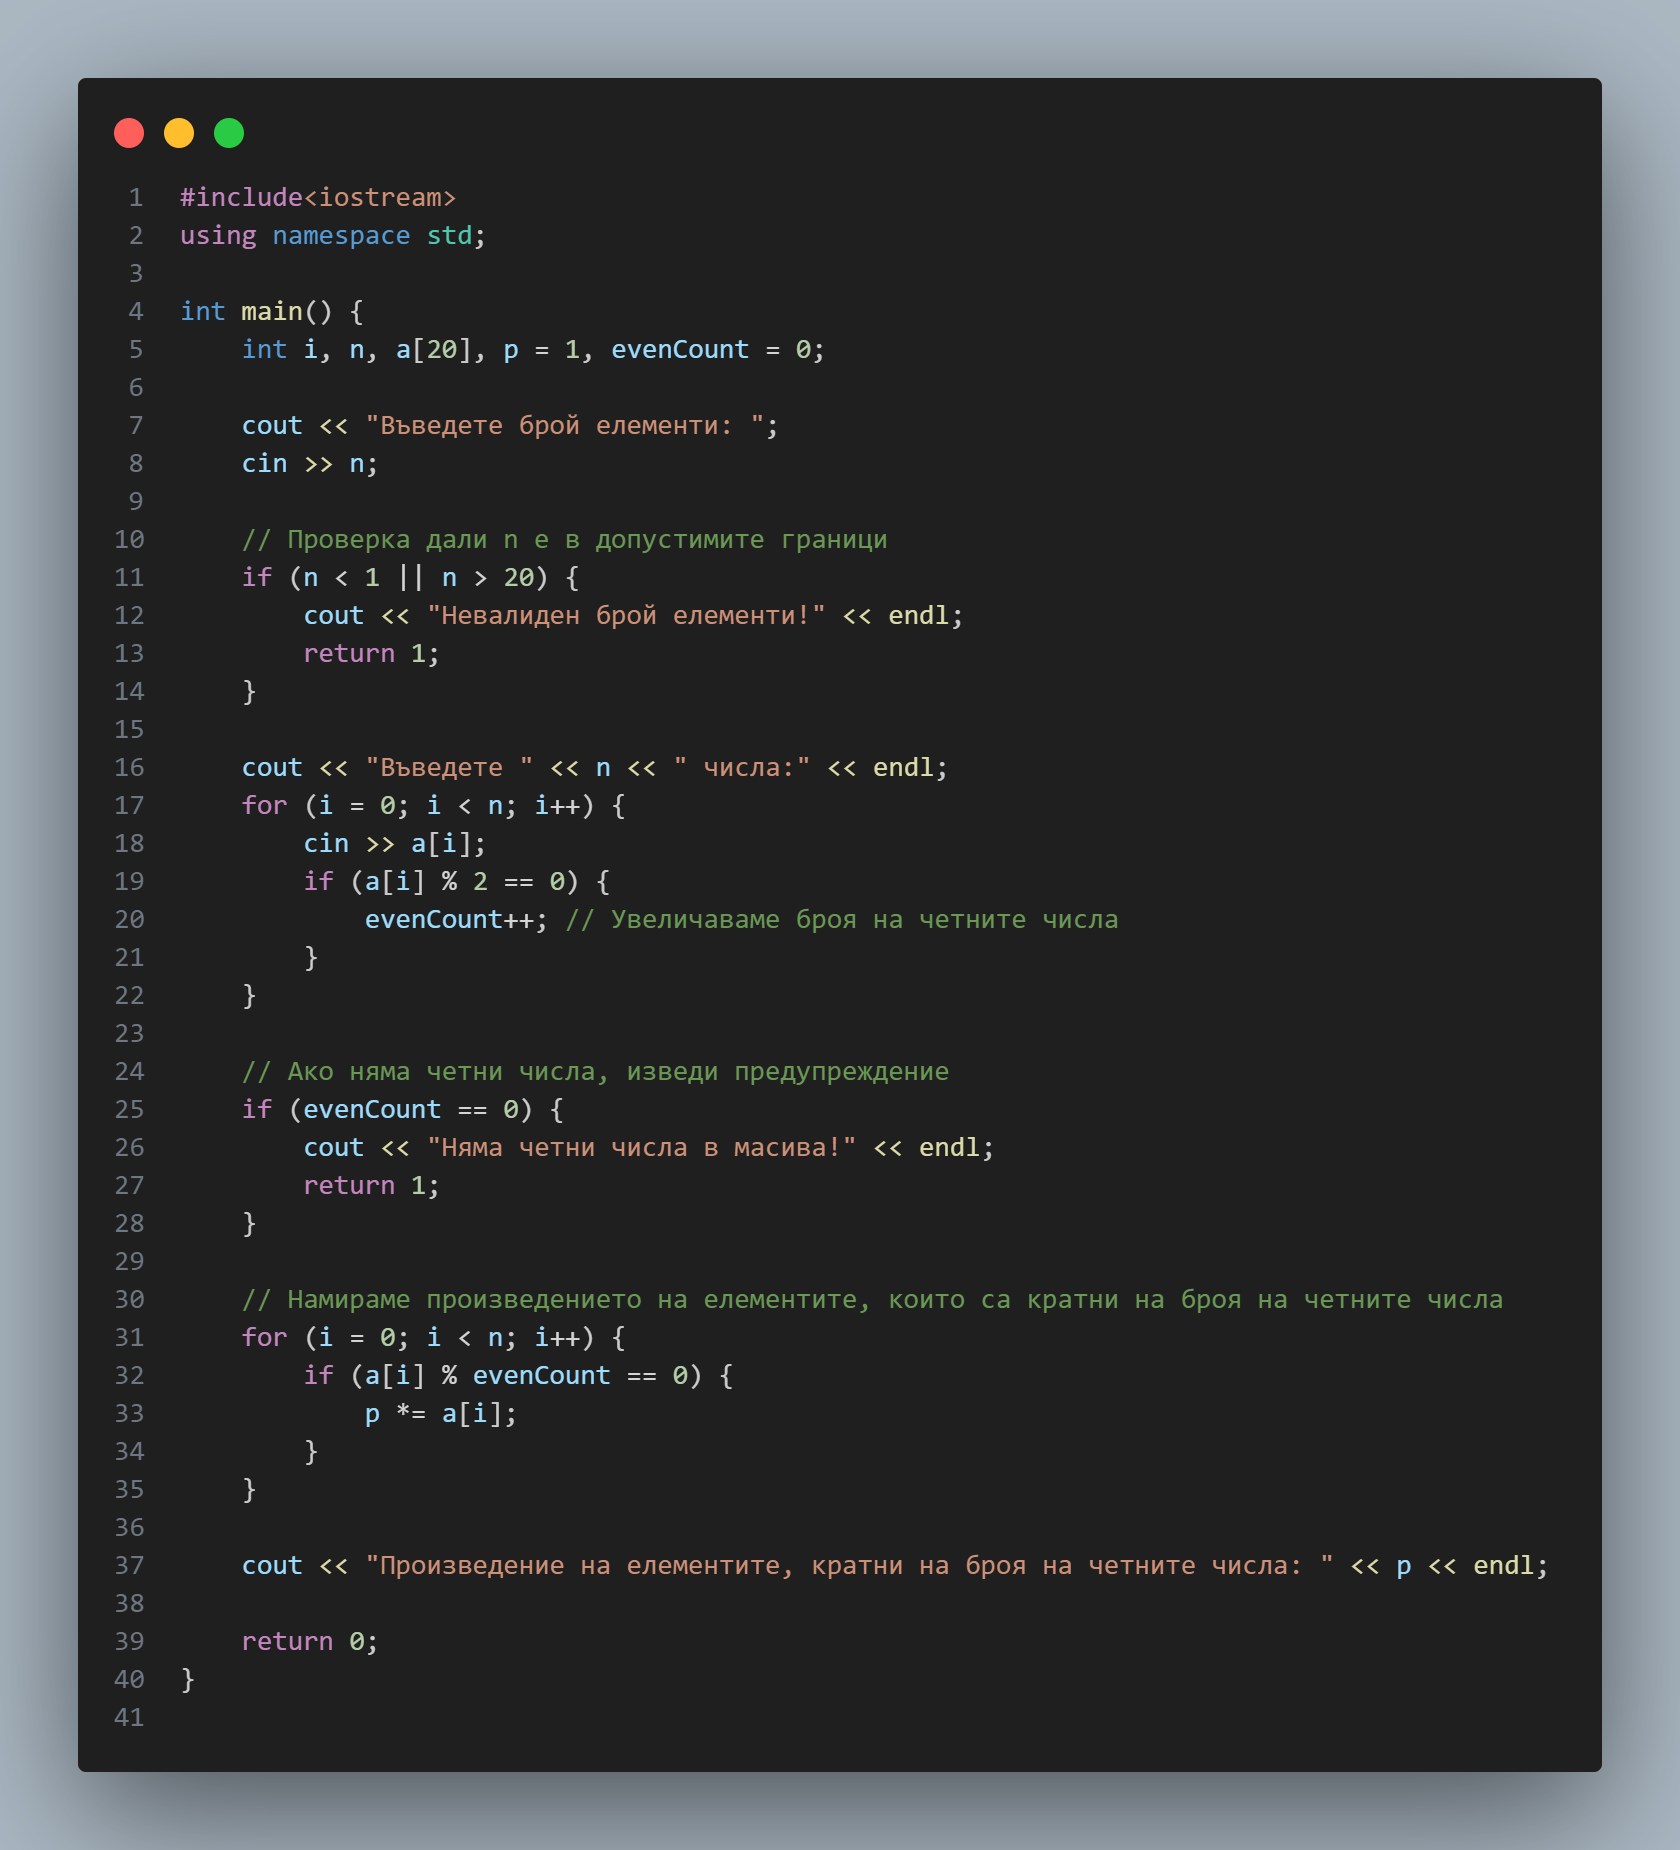 1 #include<iostream>
2 using namespace std;
3
4 int main() {
5     int i, n, a[20], p = 1, evenCount = 0;
6
7     cout << "Въведете брой елементи: ";
8     cin >> n;
9
10     // Проверка дали n е в допустимите граници
11     if (n < 1 || n > 20) {
12         cout << "Невалиден брой елементи!" << endl;
13         return 1;
14     }
15
16     cout << "Въведете " << n << " числа:" << endl;
17     for (i = 0; i < n; i++) {
18         cin >> a[i];
19         if (a[i] % 2 == 0) {
20             evenCount++; // Увеличаваме броя на четните числа
21         }
22     }
23
24     // Ако няма четни числа, изведи предупреждение
25     if (evenCount == 0) {
26         cout << "Няма четни числа в масива!" << endl;
27         return 1;
28     }
29
30     // Намираме произведението на елементите, които са кратни на броя на четните числа
31     for (i = 0; i < n; i++) {
32         if (a[i] % evenCount == 0) {
33             p *= a[i];
34         }
35     }
36
37     cout << "Произведение на елементите, кратни на броя на четните числа: " << p << endl;
38
39     return 0;
40 }
41